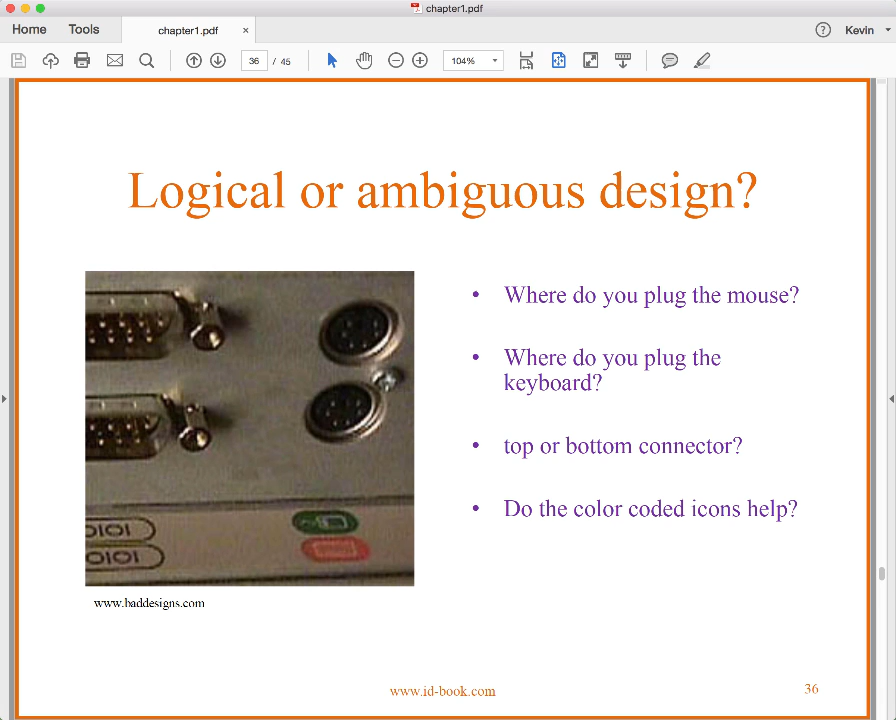 chapter1.pdf
Home Tools chapter1.pdf × ? Kevin
36 / 45 104%
Logical or ambiguous design?
• Where do you plug the mouse?
• Where do you plug the
keyboard?
• top or bottom connector?
• Do the color coded icons help?
IOIOI
IOIOI
www.baddesigns.com
www.id-book.com
36